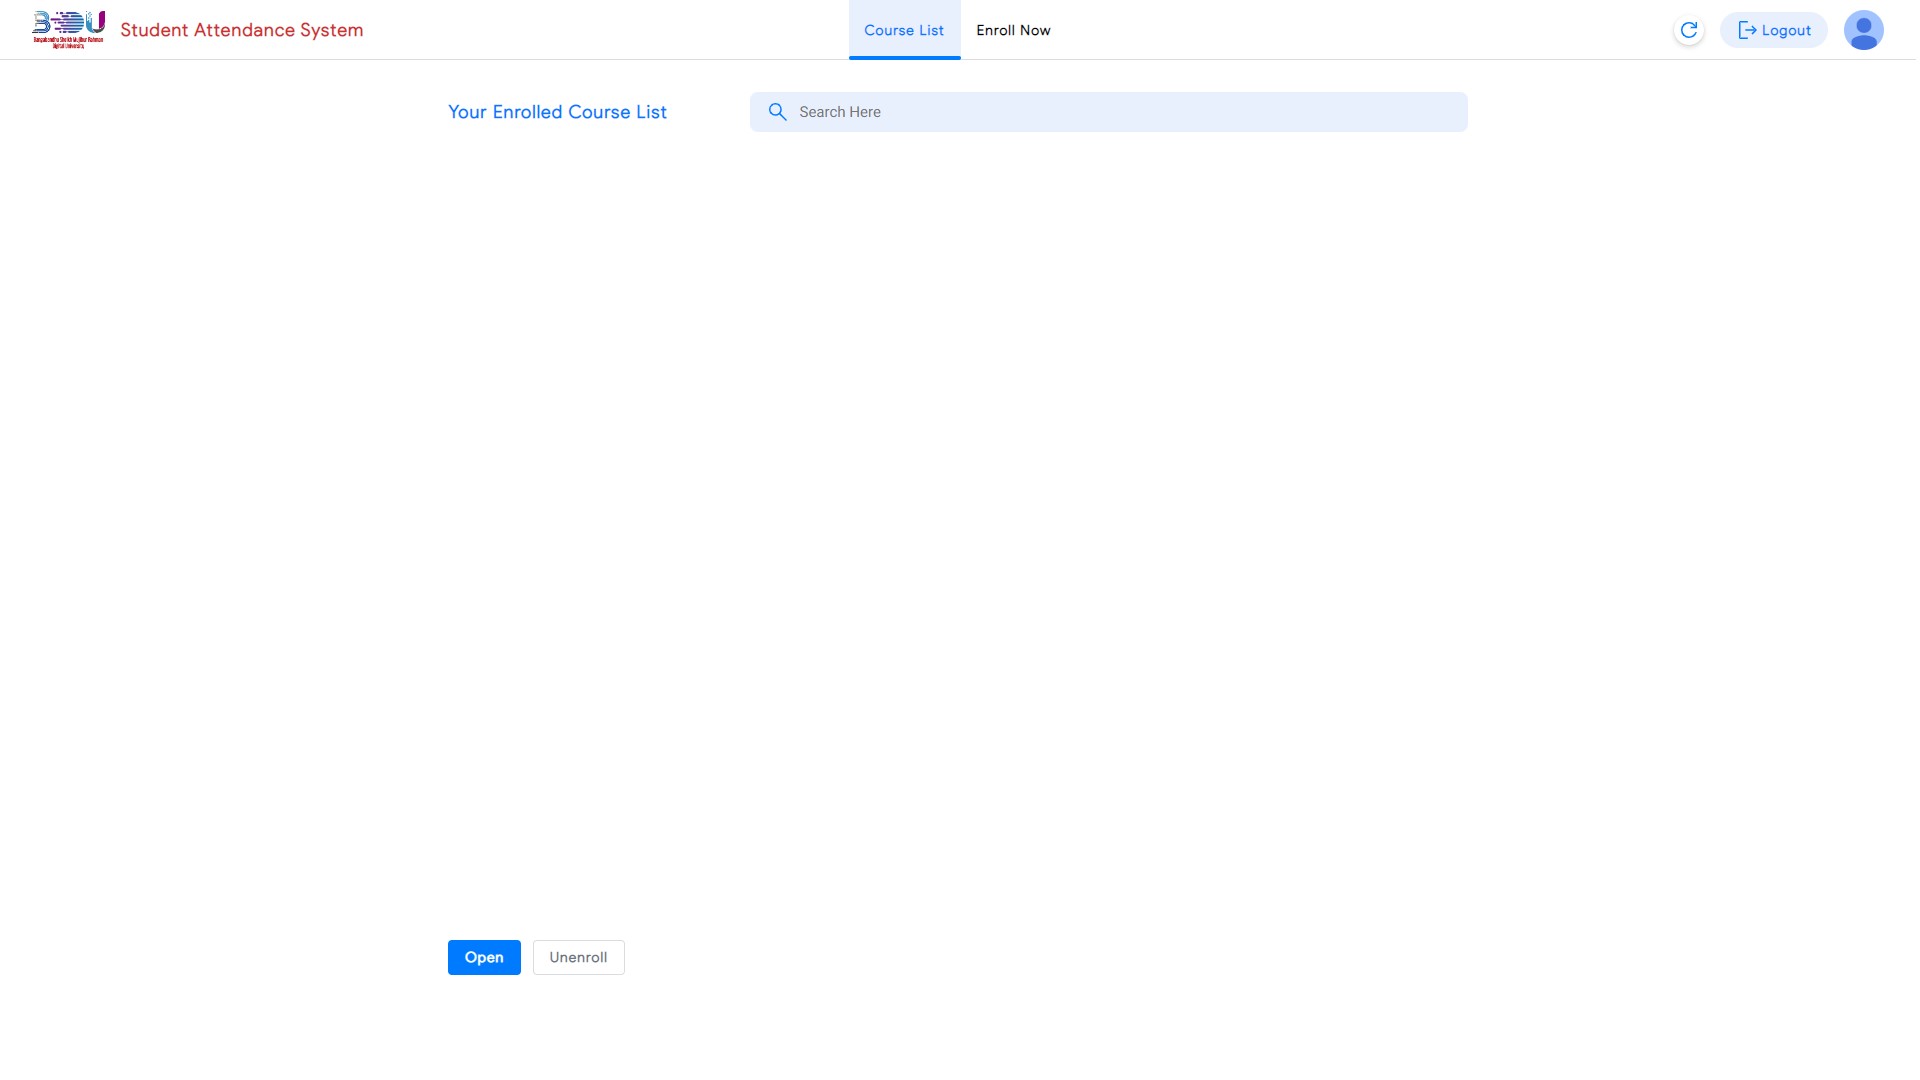 BDU
Bangabandhu Sheikh Mujibur Rahman
Digital University
Student Attendance System
Course List
Enroll Now
Logout
Your Enrolled Course List
Search Here
Open
Unenroll